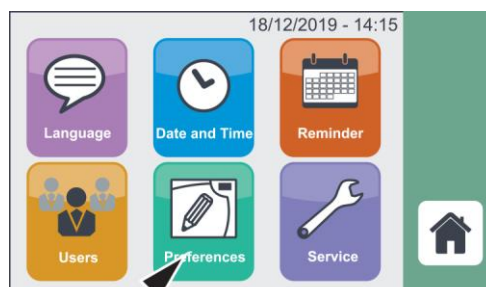 18/12/2019 - 14:15
Language Date and Time Reminder
Users Preferences Service